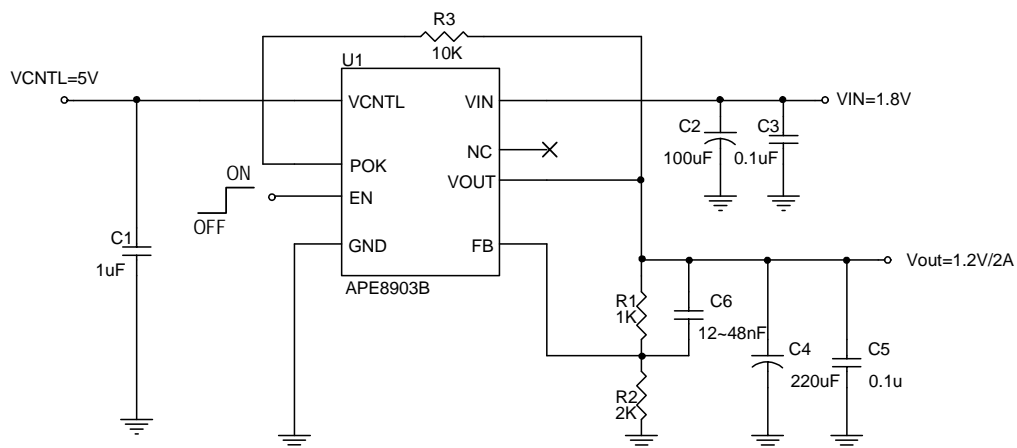 R3
10K
U1
VCNTL=5V
VCNTL
VIN
VIN=1.8V
C2
100uF
C3
0.1uF
NC
POK
VOUT
ON
OFF
EN
C1
1uF
GND
FB
Vout=1.2V/2A
APE8903B
R1
1K
C6
12~48nF
C4
220uF
C5
0.1u
R2
2K